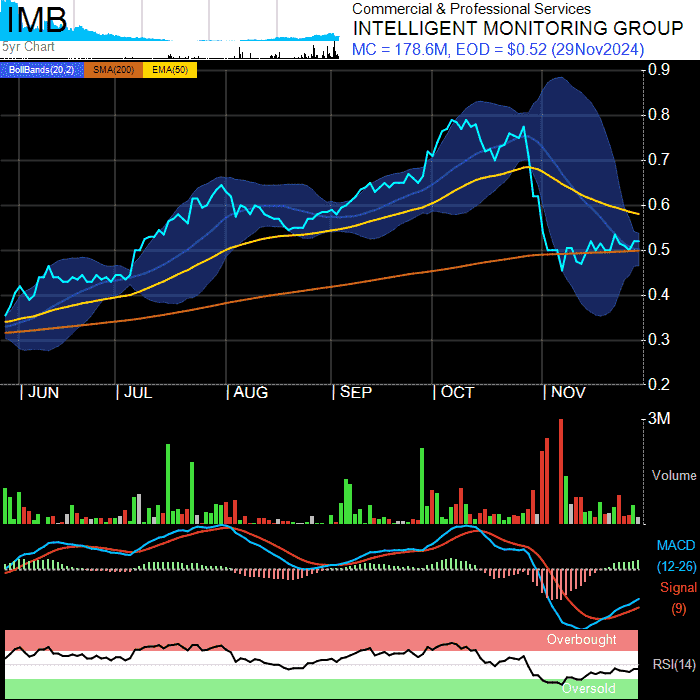 IMB
5yr Chart
Commercial & Professional Services
INTELLIGENT MONITORING GROUP
MC = 178.6M, EOD = $0.52 (29Nov2024)
BollBands(20,2) SMA(200) EMA(50)
0.9
0.8
0.7
0.6
0.5
0.4
0.3
0.2
JUN JUL AUG SEP OCT NOV
3M
Volume
MACD
(12-26)
Signal
(9)
Overbought
RSI(14)
Oversold